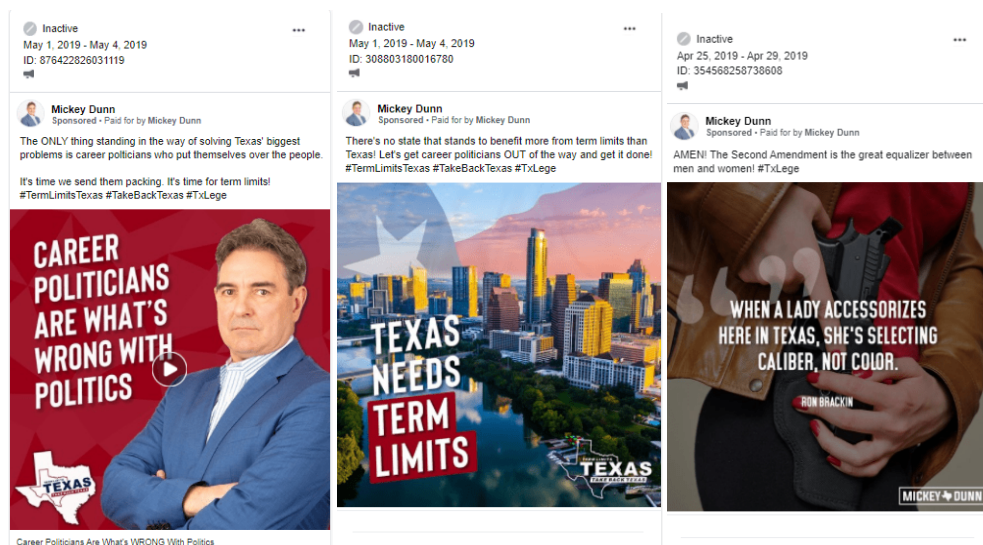 Inactive
May 1, 2019 - May 4, 2019
ID: 876422826031119
Mickey Dunn
Sponsored • Paid for by Mickey Dunn
The ONLY thing standing in the way of solving Texas' biggest
problems is career polticians who put themselves over the people.
It's time we send them packing. It's time for term limits!
#TermLimitsTexas #TakeBackTexas #TxLege
CAREER
POLITICIANS
ARE WHAT'S
WRONG WITH
POLITICS
TEXAS
TAKE BACK TEXAS
Career Politicians Are What's WRONG With Politics
Inactive
May 1, 2019 - May 4, 2019
ID: 308803180016780
Mickey Dunn
Sponsored • Paid for by Mickey Dunn
There's no state that stands to benefit more from term limits than
Texas! Let's get career politicians OUT of the way and get it done!
#TermLimitsTexas #TakeBackTexas #TxLege
TEXAS
NEEDS
TERM
LIMITS
TEXAS
TAKE BACK TEXAS
Inactive
Apr 25, 2019 - Apr 29, 2019
ID: 354568258738608
Mickey Dunn
Sponsored • Paid for by Mickey Dunn
AMEN! The Second Amendment is the great equalizer between
men and women! #TxLege
WHEN A LADY ACCESSORIZES
HERE IN TEXAS, SHE'S SELECTING
CALIBER, NOT COLOR.
RON BRACKIN
MICKEY DUNN